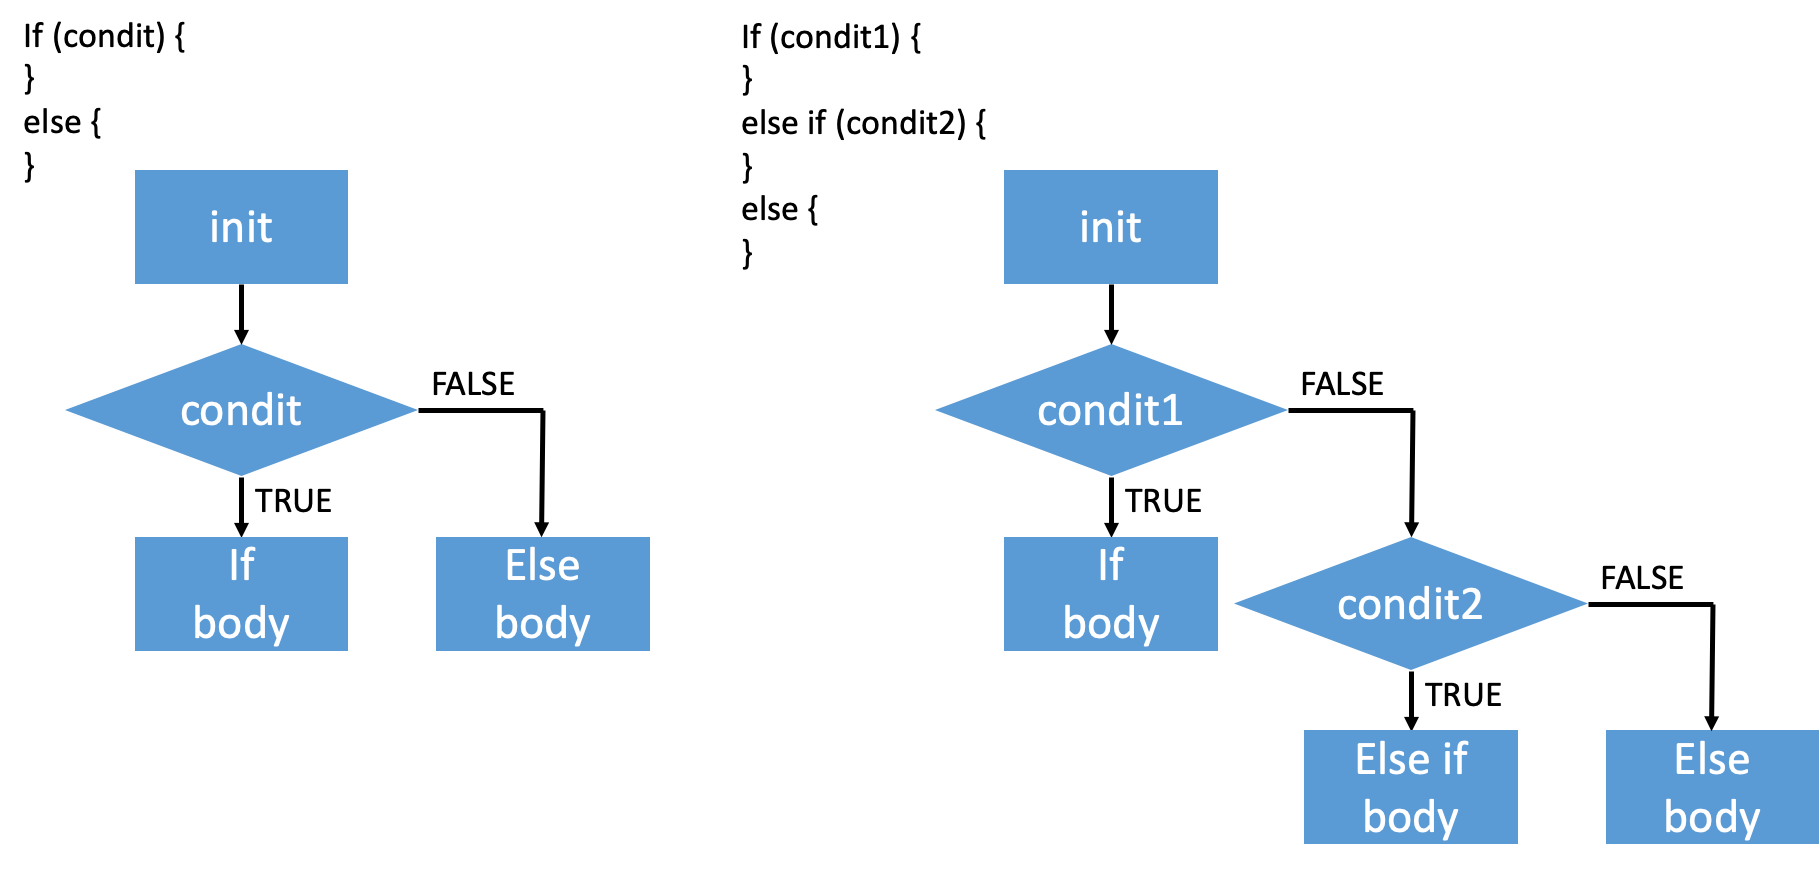 If (condit) {
}
else {
}
init
condit
FALSE
TRUE
If
body
Else
body
If (condit1) {
}
else if (condit2) {
}
else {
}
init
condit1
FALSE
TRUE
If
body
condit2
FALSE
TRUE
Else if
body
Else
body